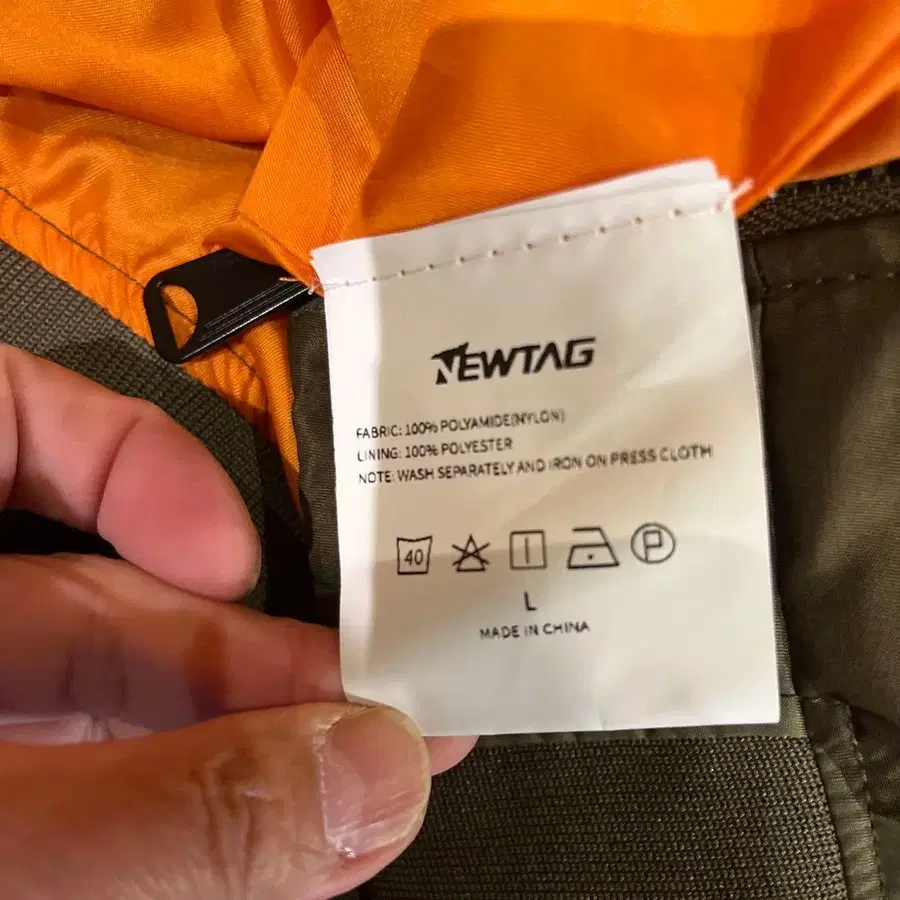 NEWTAG
FABRIC: 100% POLYAMIDE(NYLON)
LINING: 100% POLYESTER
NOTE: WASH SEPARATELY AND IRON ON PRESS CLOTH
40 P
L
MADE IN CHINA